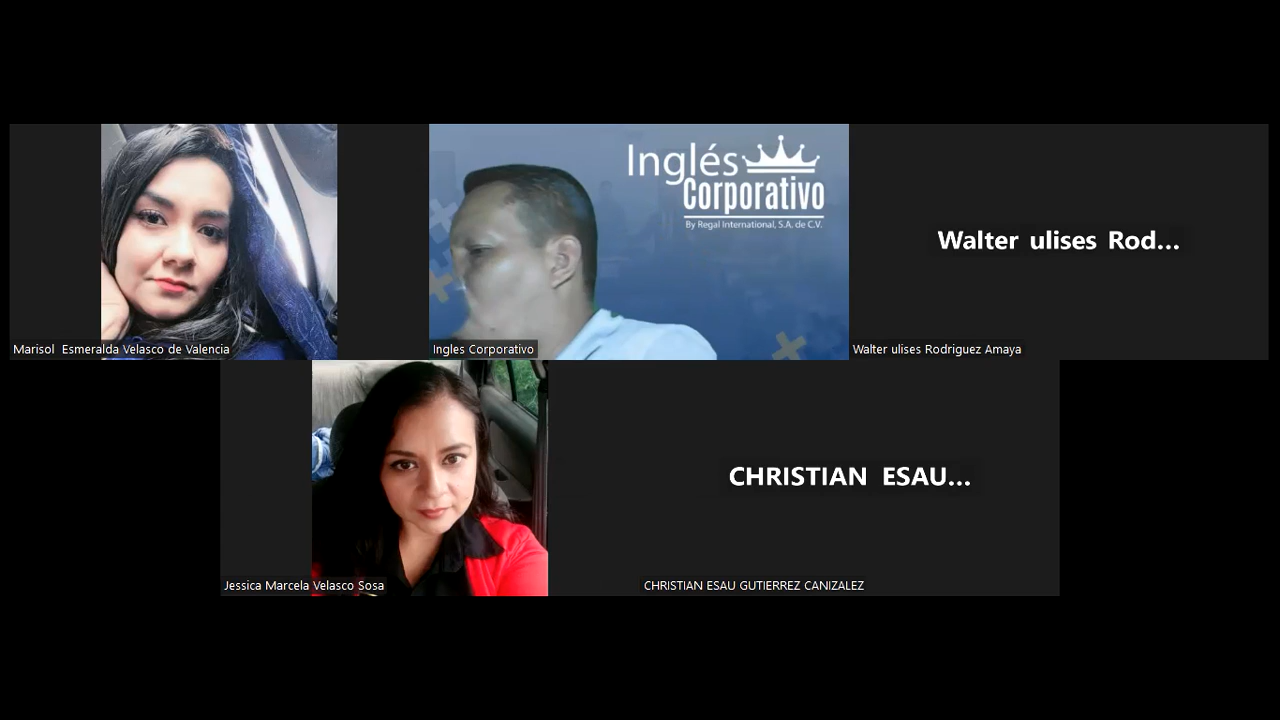 Inglés
Corporativo
By Regal International, S.A. de C.V.
Walter ulises Rod...
Marisol Esmeralda Velasco de Valencia
Ingles Corporativo
Walter ulises Rodriguez Amaya
CHRISTIAN ESAU...
Jessica Marcela Velasco Sosa
CHRISTIAN ESAU GUTIERREZ CANIZALEZ